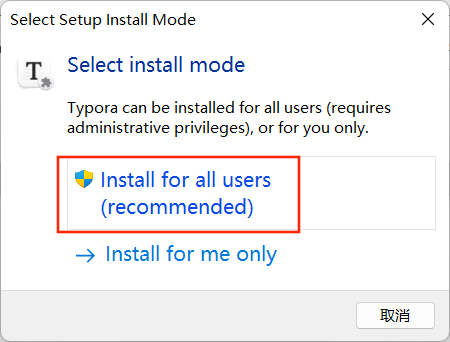 Select Setup Install Mode
T
Select install mode
Typora can be installed for all users (requires
administrative privileges), or for you only.
Install for all users
(recommended)
Install for me only
取消